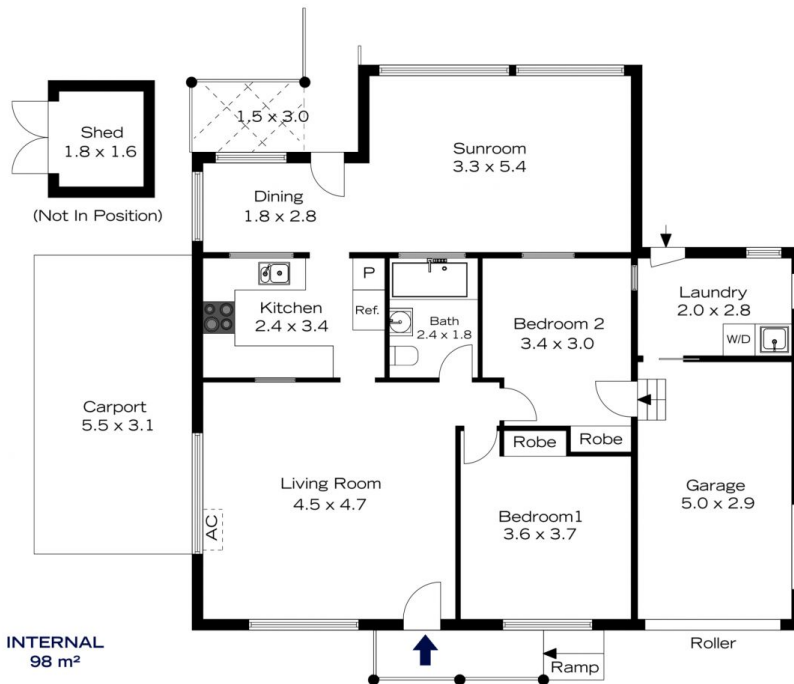 1.5 x 3.0
Shed
1.8 x 1.6
(Not In Position)
Sunroom
3.3 x 5.4
Dining
1.8 x 2.8
P
Ref.
Kitchen
2.4 x 3.4
Bath
2.4 x 1.8
Bedroom 2
3.4 x 3.0
Laundry
2.0 x 2.8
W/D
Carport
5.5 x 3.1
Robe
Robe
Living Room
4.5 x 4.7
AC
Bedroom1
3.6 x 3.7
Garage
5.0 x 2.9
INTERNAL
98 m²
Ramp
Roller